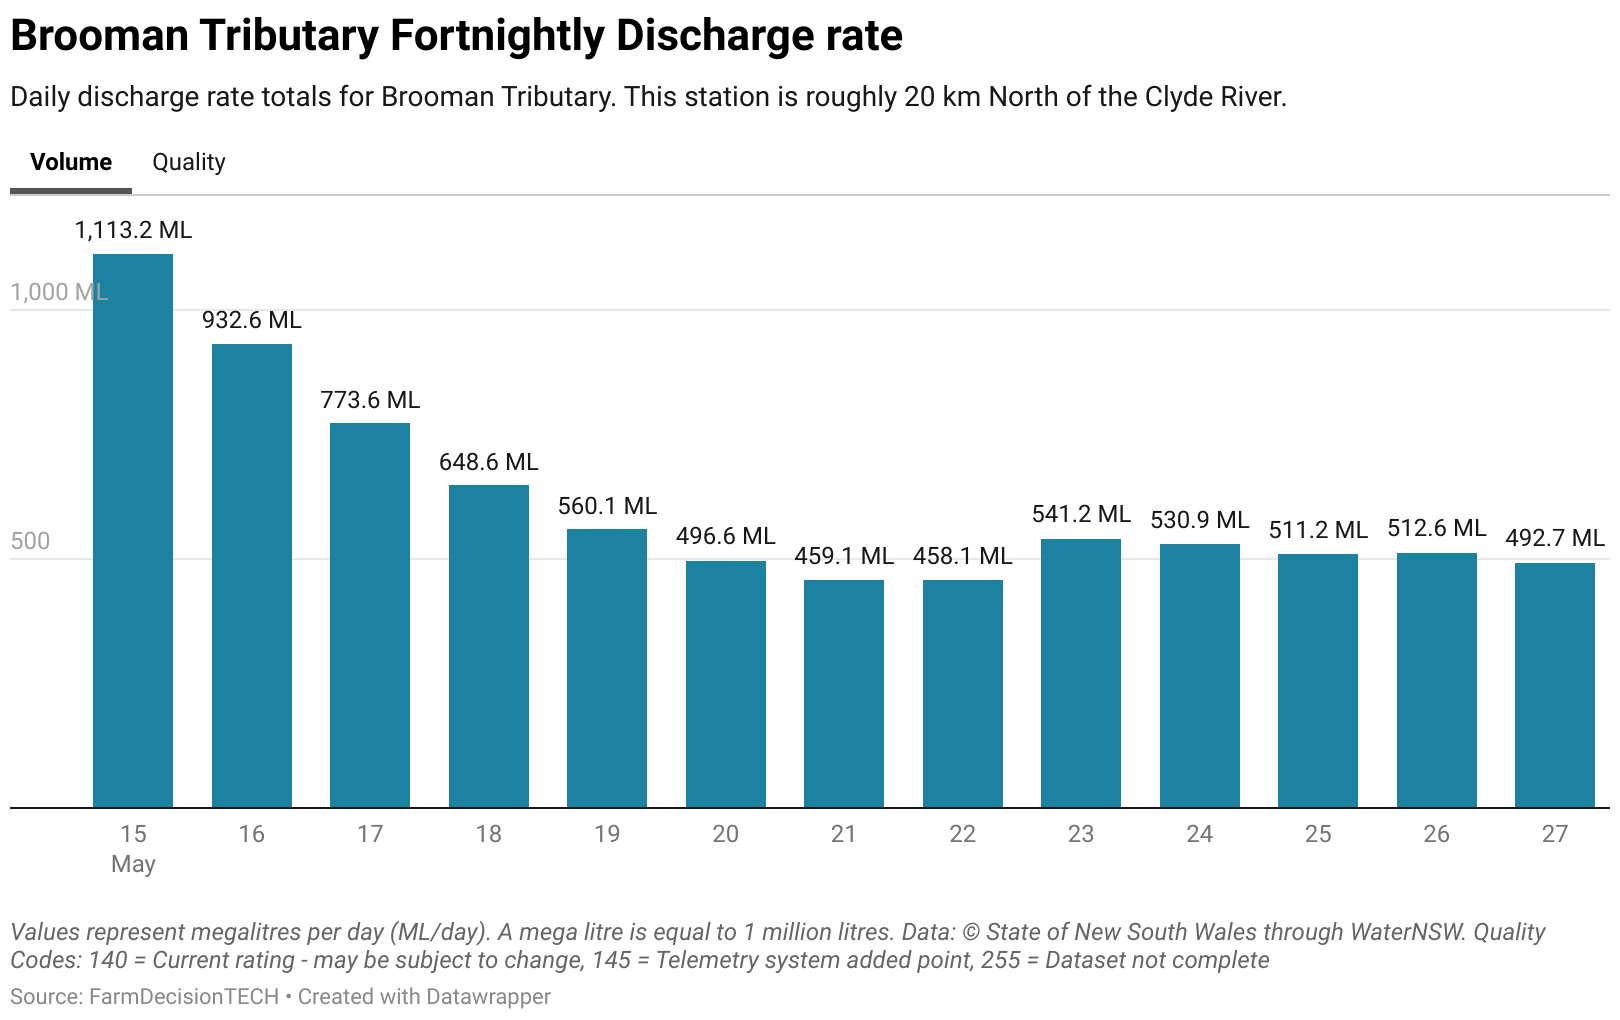 Brooman Tributary Fortnightly Discharge rate
Daily discharge rate totals for Brooman Tributary. This station is roughly 20 km North of the Clyde River.
Volume Quality
1,113.2 ML
1,000 ML
932.6 ML
773.6 ML
648.6 ML
560.1 ML
496.6 ML
459.1 ML
458.1 ML
541.2 ML
530.9 ML
511.2 ML
512.6 ML
492.7 ML
500
15 16 17 18 19 20 21 22 23 24 25 26 27
May
Values represent megalitres per day (ML/day). A mega litre is equal to 1 million litres. Data: © State of New South Wales through WaterNSW. Quality
Codes: 140 = Current rating - may be subject to change, 145 = Telemetry system added point, 255 = Dataset not complete
Source: FarmDecisionTECH • Created with Datawrapper